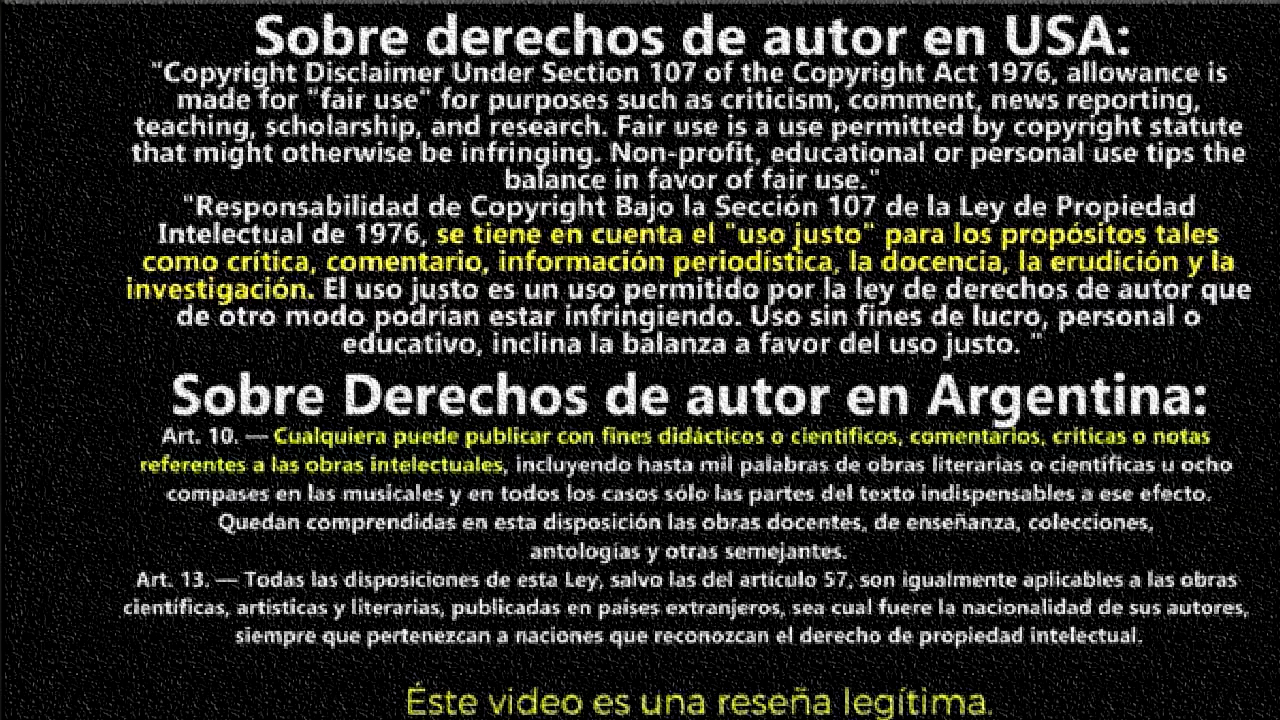 Sobre derechos de autor en USA:
"Copyright Disclaimer Under Section 107 of the Copyright Act 1976, allowance is
made for "fair use" for purposes such as criticism, comment, news reporting,
teaching, scholarship, and research. Fair use is a use permitted by copyright statute
that might otherwise be infringing. Non-profit, educational or personal use tips the
balance in favor of fair use."
"Responsabilidad de Copyright Bajo la Sección 107 de la Ley de Propiedad
Intelectual de 1976, se tiene en cuenta el "uso justo" para los propósitos tales
como crítica, comentario, información periodística, la docencia, la erudición y la
investigación. El uso justo es un uso permitido por la ley de derechos de autor que
de otro modo podrían estar infringiendo. Uso sin fines de lucro, personal o
educativo, inclina la balanza a favor del uso justo. "
Sobre Derechos de autor en Argentina:
Art. 10. — Cualquiera puede publicar con fines didácticos o científicos, comentarios, críticas o notas
referentes a las obras intelectuales, incluyendo hasta mil palabras de obras literarias o científicas u ocho
compases en las musicales y en todos los casos sólo las partes del texto indispensables a ese efecto.
Quedan comprendidas en esta disposición las obras docentes, de enseñanza, colecciones,
antologías y otras semejantes.
Art. 13. — Todas las disposiciones de esta Ley, salvo las del artículo 57, son igualmente aplicables a las obras
científicas, artísticas y literarias, publicadas en países extranjeros, sea cual fuere la nacionalidad de sus autores,
siempre que pertenezcan a naciones que reconozcan el derecho de propiedad intelectual.
Éste video es una reseña legítima.